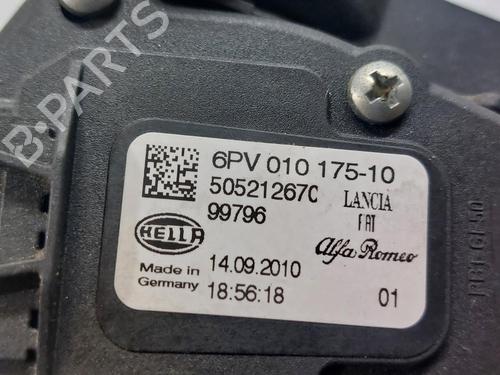 B-PARTS
6PV 010 175-10
505212670
LANCIA
99796
FIAT
HELLA
Alfa Romeo
Made in
Germany
14.09.2010
18:56:18
01